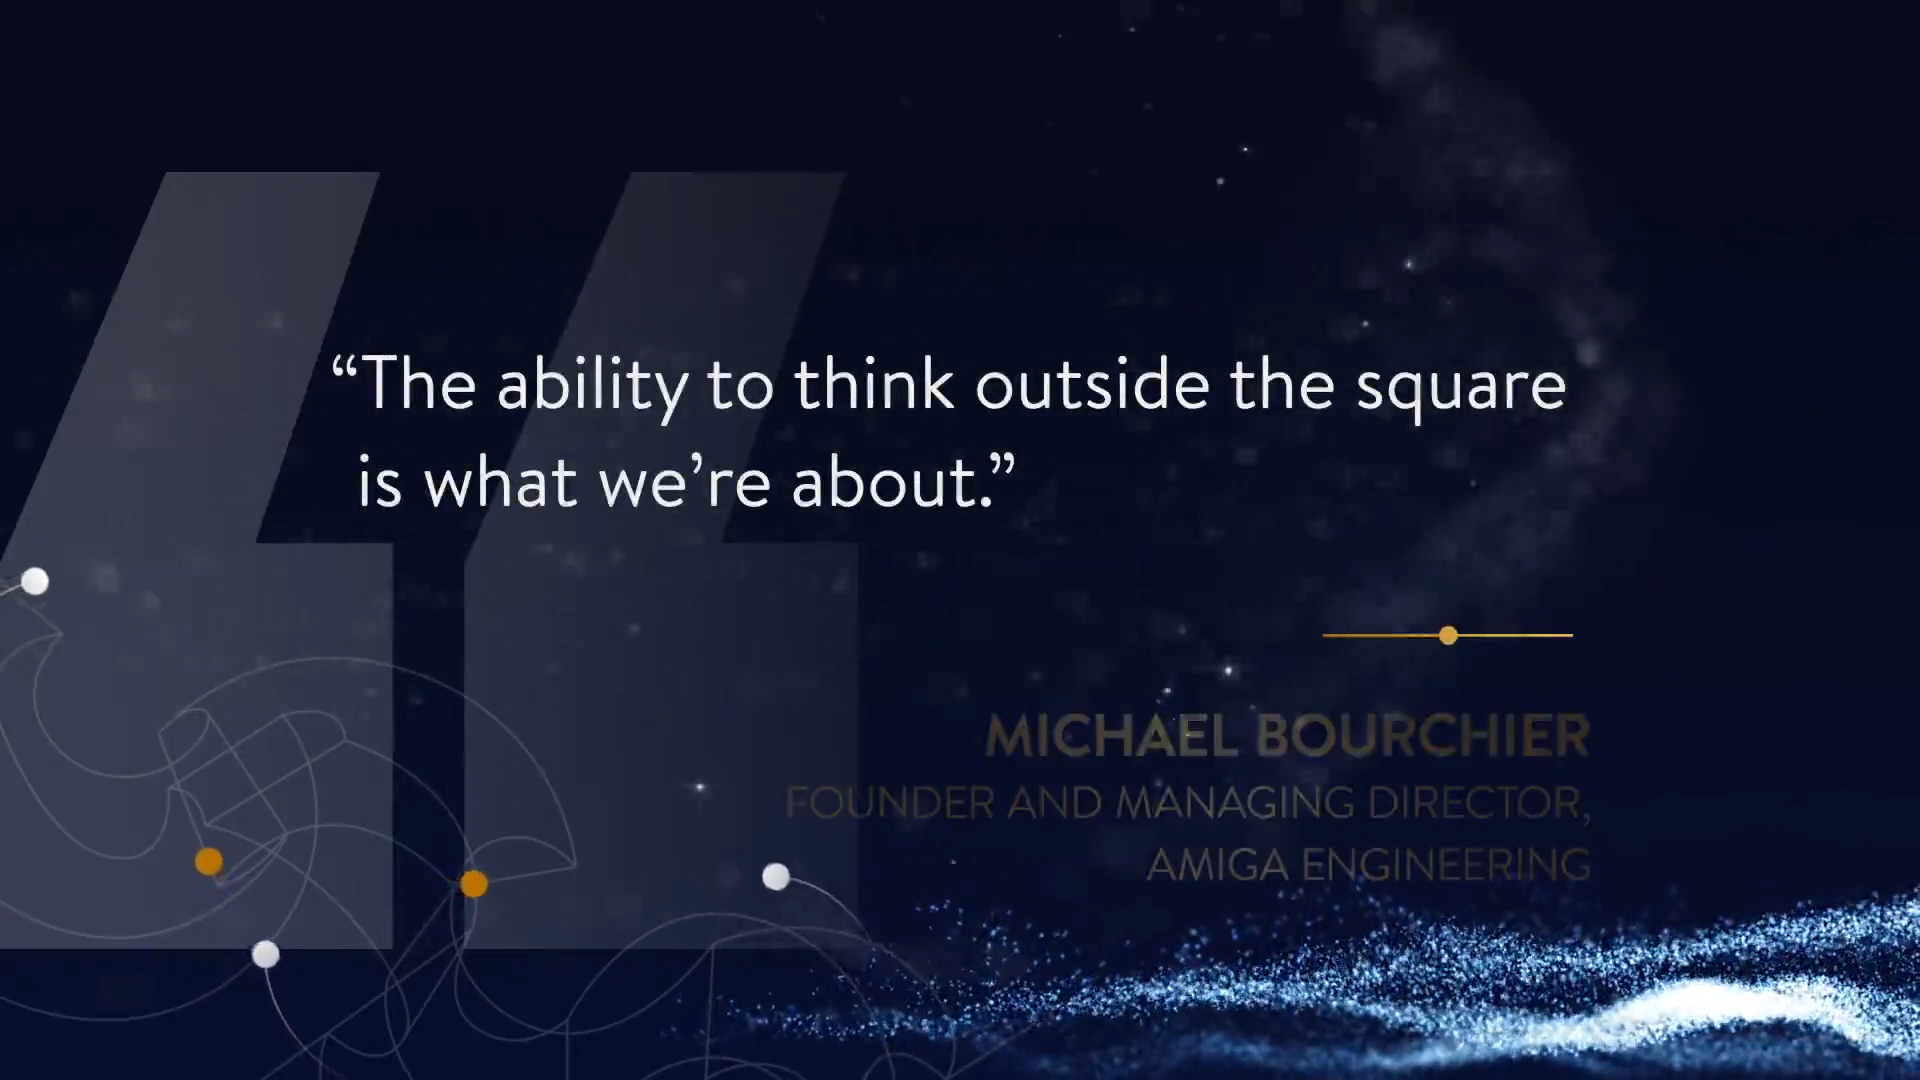 “The ability to think outside the square
is what we’re about.”
MICHAEL BOURCHIER
FOUNDER AND MANAGING DIRECTOR,
AMIGA ENGINEERING